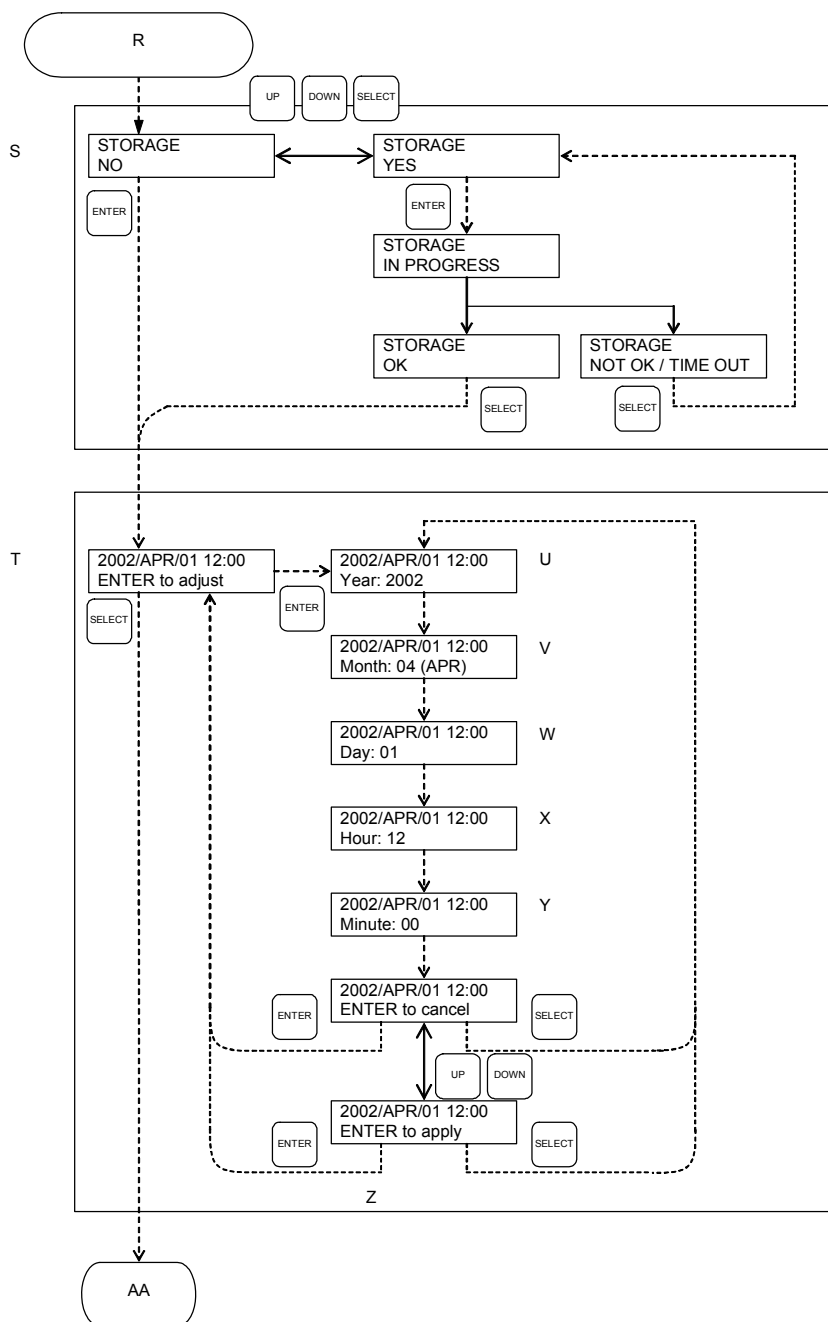 R
UP
DOWN
SELECT
S
STORAGE
NO
STORAGE
YES
ENTER
ENTER
STORAGE
IN PROGRESS
STORAGE
OK
STORAGE
NOT OK / TIME OUT
SELECT
SELECT
T
2002/APR/01 12:00
ENTER to adjust
2002/APR/01 12:00
Year: 2002
U
SELECT
ENTER
2002/APR/01 12:00
Month: 04 (APR)
V
2002/APR/01 12:00
Day: 01
W
2002/APR/01 12:00
Hour: 12
X
2002/APR/01 12:00
Minute: 00
Y
ENTER
2002/APR/01 12:00
ENTER to cancel
SELECT
UP
DOWN
ENTER
2002/APR/01 12:00
ENTER to apply
SELECT
Z
AA